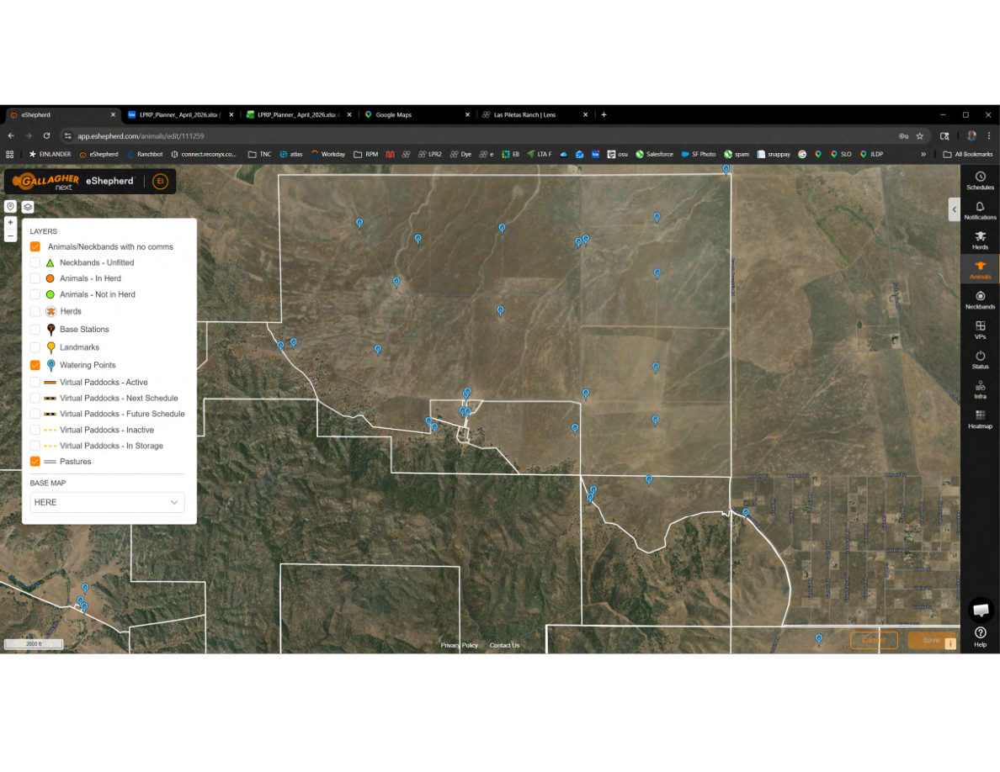 eShepherd
LPRP_Planner_ April_2026.xlsx |
LPRP_Planner_ April_2026.xlsx
Google Maps
Las Piletas Ranch | Lens
app.eshepherd.com/animals/edit/111259
EINLANDER
eShepherd
Ranchbot
connect.reconyx.co...
TNC
atlas
Workday
RPM
LPR2
Dye
e
EB
LTA F
osu
Salesforce
SF Photo
spam
snappay
SLO
JLDP
»
All Bookmarks
GALLAGHER
next
eShepherd
EI
LAYERS
Animals/Neckbands with no comms
Neckbands - Unfitted
Animals - In Herd
Animals - Not in Herd
Herds
Base Stations
Landmarks
Watering Points
Virtual Paddocks - Active
Virtual Paddocks - Next Schedule
Virtual Paddocks - Future Schedule
Virtual Paddocks - Inactive
Virtual Paddocks - In Storage
Pastures
BASE MAP
HERE
2000 ft
Privacy Policy
Contact Us
Cancel
Save
Schedules
Notifications
Herds
Animals
Neckbands
VPs
Status
Infra
Heatmap
Help